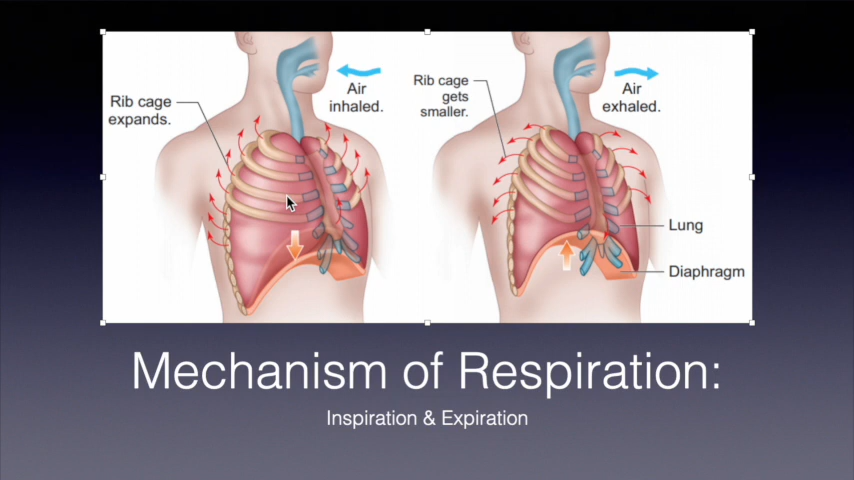 Rib cage
expands.
Air
inhaled.
Rib cage
gets
smaller.
Air
exhaled.
Lung
Diaphragm
Mechanism of Respiration:
Inspiration & Expiration